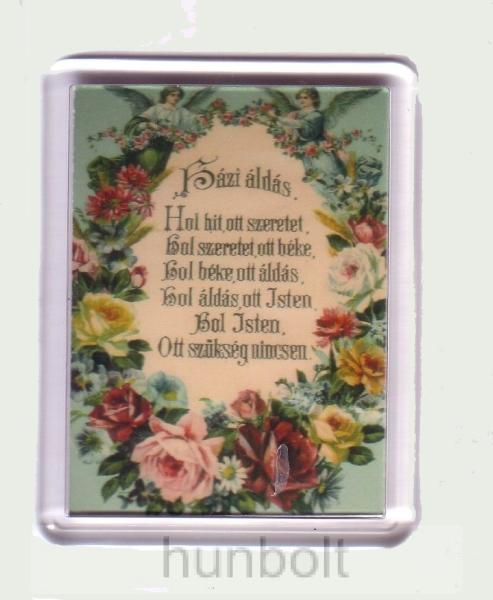 Házi áldás.
Hol hit, ott szeretet,
Hol szeretet, ott béke,
Hol béke, ott áldás,
Hol áldás, ott Isten,
Hol Isten,
Ott szükség nincsen.
hunbolt